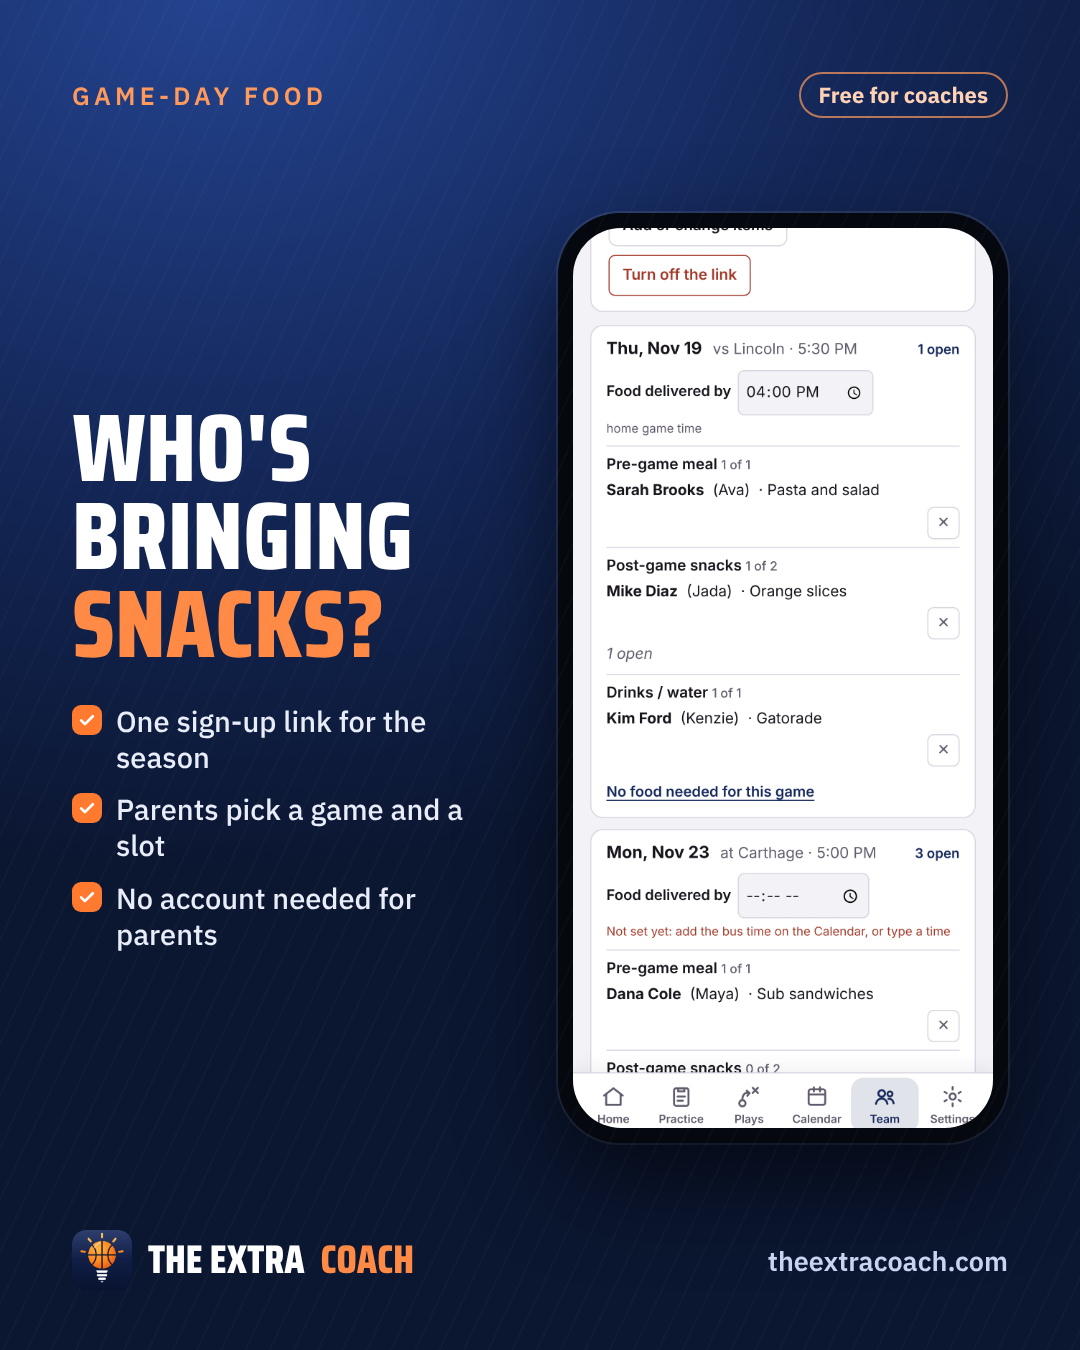 GAME-DAY FOOD
Free for coaches
WHO'S
BRINGING
SNACKS?
One sign-up link for the
season
Parents pick a game and a
slot
No account needed for
parents
Add or change items
Turn off the link
Thu, Nov 19 vs Lincoln · 5:30 PM 1 open
Food delivered by 04:00 PM
home game time
Pre-game meal 1 of 1
Sarah Brooks (Ava) · Pasta and salad
×
Post-game snacks 1 of 2
Mike Diaz (Jada) · Orange slices
×
1 open
Drinks / water 1 of 1
Kim Ford (Kenzie) · Gatorade
×
No food needed for this game
Mon, Nov 23 at Carthage · 5:00 PM 3 open
Food delivered by --:-- --
Not set yet: add the bus time on the Calendar, or type a time
Pre-game meal 1 of 1
Dana Cole (Maya) · Sub sandwiches
×
Post-game snacks 0 of 2
Home Practice Plays Calendar Team Settings
THE EXTRA COACH
theextracoach.com